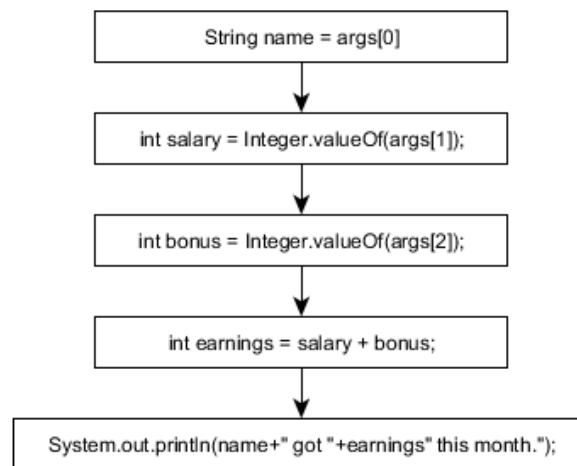 String name = args[0]
int salary = Integer.valueOf(args[1]);
int bonus = Integer.valueOf(args[2]);
int earnings = salary + bonus;
System.out.println(name+" got "+earnings" this month.");